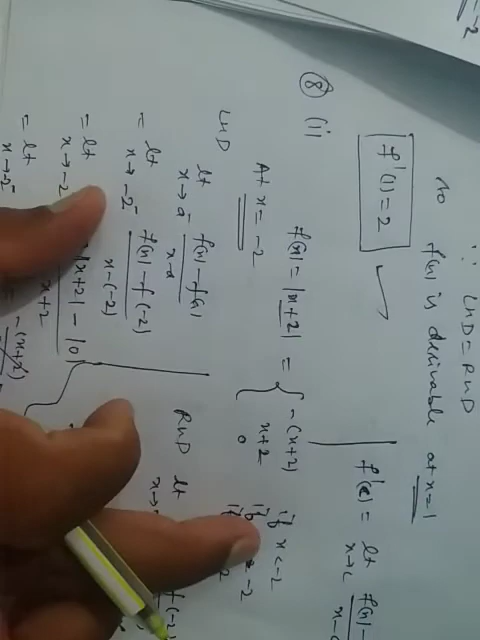 = -2
∵ LHD = RHD
so f(x) is derivable at x = 1
f'(1) = 2
f'(c) = lt x→c f(x) -
⑧ (i) f(x) = |x+2| = { -(x+2) if x < -2
x+2 if -2
0 if
At x = -2
LHD
lt x→a⁻ f(x) - f(a) / x - a
= lt x→-2⁻ f(x) - f(-2) / x - (-2)
= lt x→-2 |x+2| - |0| / x+2
= lt x→-2⁻ = -(x+2)
RHD lt x→ f(-2)